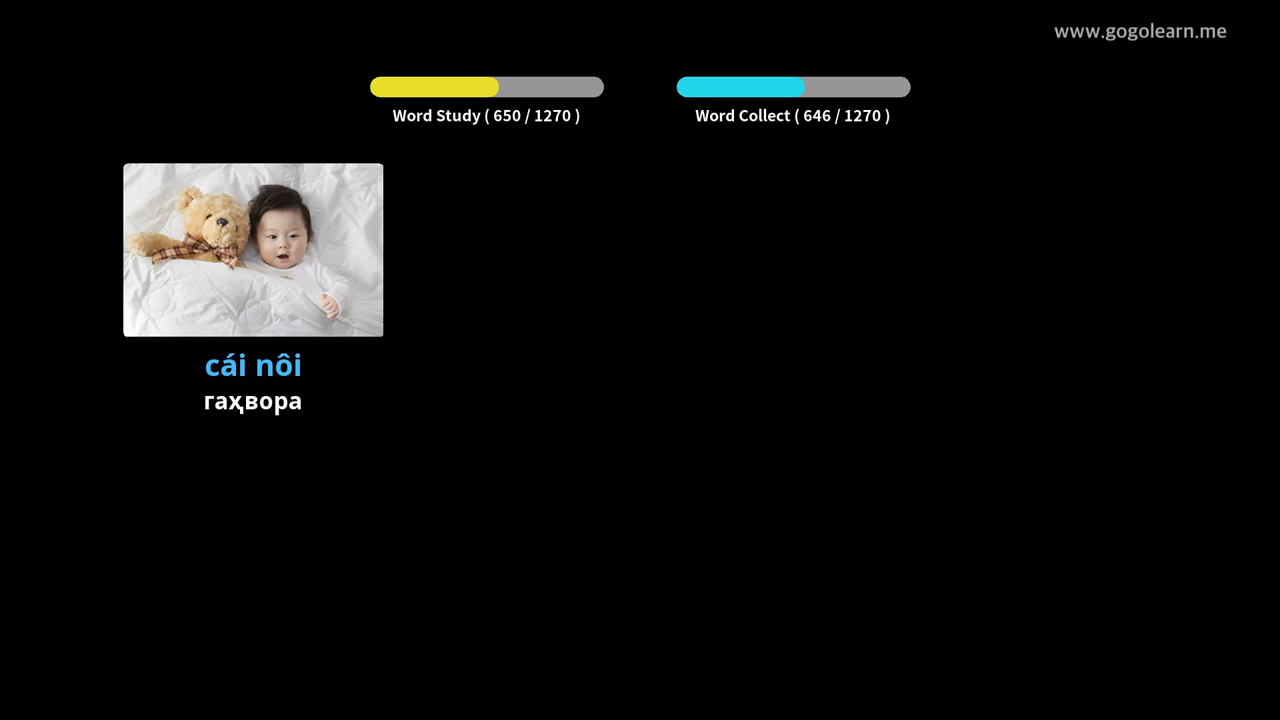 www.gogolearn.me
Word Study ( 650 / 1270 )
Word Collect ( 646 / 1270 )
cái nôi
гаҳвора